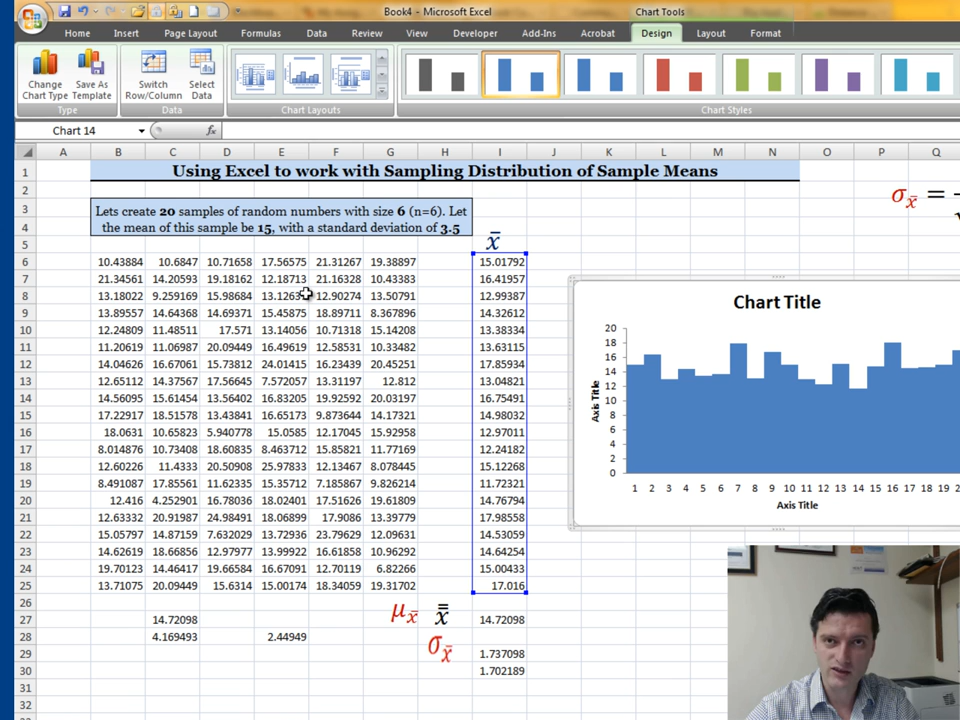 Book4 - Microsoft Excel
Chart Tools
Home Insert Page Layout Formulas Data Review View Developer Add-Ins Acrobat Design Layout Format
Change Chart Type
Save As Template
Switch Row/Column
Select Data
Type Data Chart Layouts Chart Styles
Chart 14 fx
A B C D E F G H I J K L M N O P Q
1 Using Excel to work with Sampling Distribution of Sample Means
2
σx̄ =
3 Lets create 20 samples of random numbers with size 6 (n=6). Let
4 the mean of this sample be 15, with a standard deviation of 3.5
5 x̄
6 10.43884 10.6847 10.71658 17.56575 21.31267 19.38897 15.01792
7 21.34561 14.20593 19.18162 12.18713 21.16328 10.43383 16.41957
8 13.18022 9.259169 15.98684 12.90274 13.50791 12.99387
9 13.89557 14.64368 14.69371 15.45875 18.89711 8.367896 14.32612
10 12.24809 11.48511 17.571 13.14056 10.71318 15.14208 13.38334
11 11.20619 11.06987 20.09449 16.49619 12.58531 10.33482 13.63115
12 14.04626 16.67061 15.73812 24.01415 16.23439 20.45251 17.85934
13 12.65112 14.37567 17.56645 7.572057 13.31197 12.812 13.04821
14 14.56095 15.61454 13.56402 16.83205 19.92592 20.03197 16.75491
15 17.22917 18.51578 13.43841 16.65173 9.873644 14.17321 14.98032
16 18.0631 10.65823 5.940778 15.0585 12.17045 15.92958 12.97011
17 8.014876 10.73408 18.60835 8.463712 15.85821 11.77169 12.24182
18 12.60226 11.4333 20.50908 25.97833 12.13467 8.078445 15.12268
19 8.491087 17.85561 11.62335 15.35712 7.185867 9.826214 11.72321
20 12.416 4.252901 16.78036 18.02401 17.51626 19.61809 14.76794
21 12.63332 20.91987 24.98491 18.06899 17.9086 13.39779 17.98558
22 15.05797 14.87159 7.632029 13.72936 23.79629 12.09631 14.53059
23 14.62619 18.66856 12.97977 13.99922 16.61858 10.96292 14.64254
24 19.70123 14.46417 19.66584 16.67091 12.70119 6.82266 15.00433
25 13.71075 20.09449 15.6314 15.00174 18.34059 19.31702 17.016
26
27 14.72098 μx̄ x̿ 14.72098
28 4.169493 2.44949
σx̄
29 1.737098
30 1.702189
31
32
Chart Title
20
18
16
14
12
10
8
6
4
2
0
Axis Title
1 2 3 4 5 6 7 8 9 10 11 12 13 14 15 16 17 18 19
Axis Title